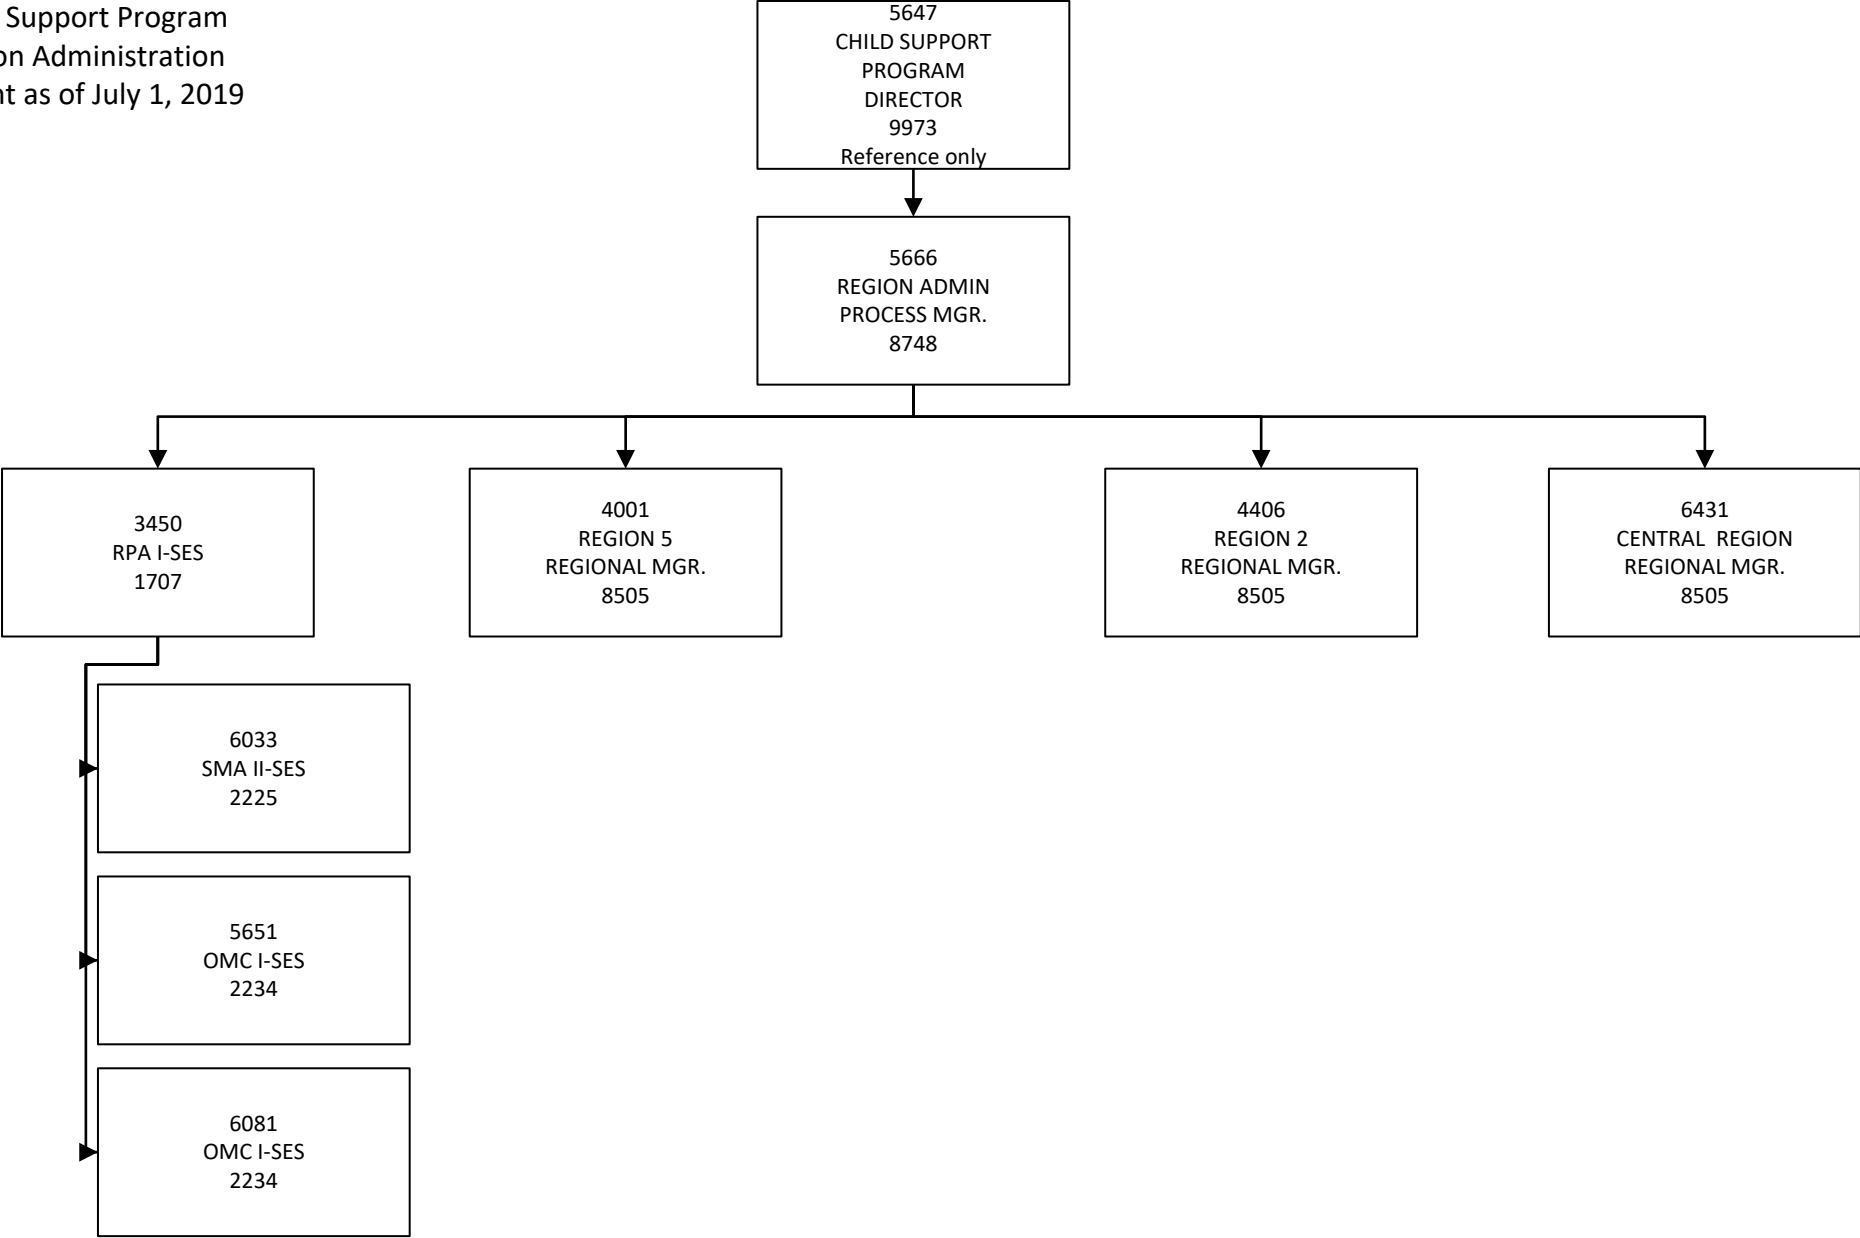 Support Program
on Administration
nt as of July 1, 2019
5647
CHILD SUPPORT
PROGRAM
DIRECTOR
9973
Reference only
5666
REGION ADMIN
PROCESS MGR.
8748
3450
RPA I-SES
1707
4001
REGION 5
REGIONAL MGR.
8505
4406
REGION 2
REGIONAL MGR.
8505
6431
CENTRAL  REGION
REGIONAL MGR.
8505
6033
SMA II-SES
2225
5651
OMC I-SES
2234
6081
OMC I-SES
2234